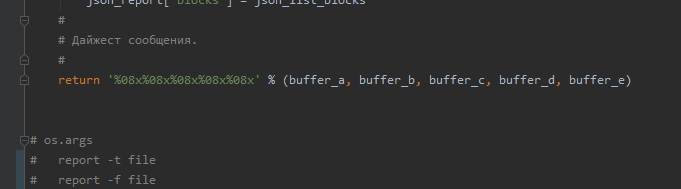 json_report['blocks'] = json_list_blocks
#
# Дайжест сообщения.
#
return '%08x%08x%08x%08x%08x' % (buffer_a, buffer_b, buffer_c, buffer_d, buffer_e)
# os.args
#   report -t file
#   report -f file